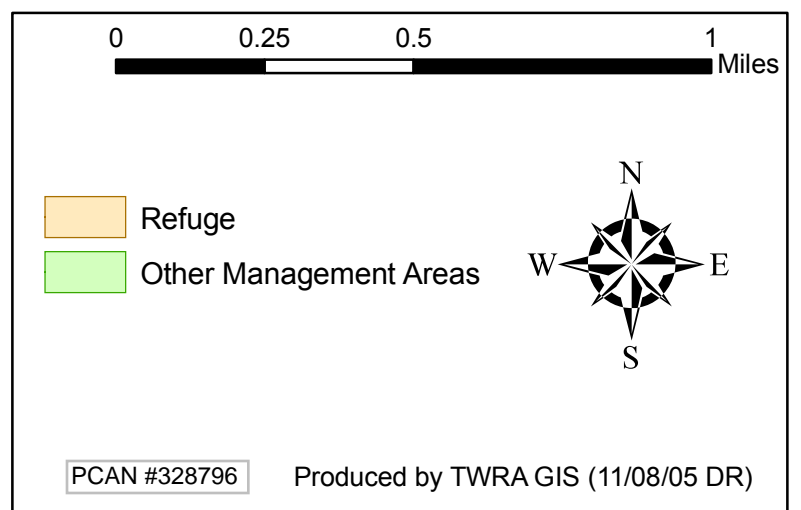 0 0.25 0.5 1
Miles
Refuge
Other Management Areas
N
W E
S
PCAN #328796 Produced by TWRA GIS (11/08/05 DR)